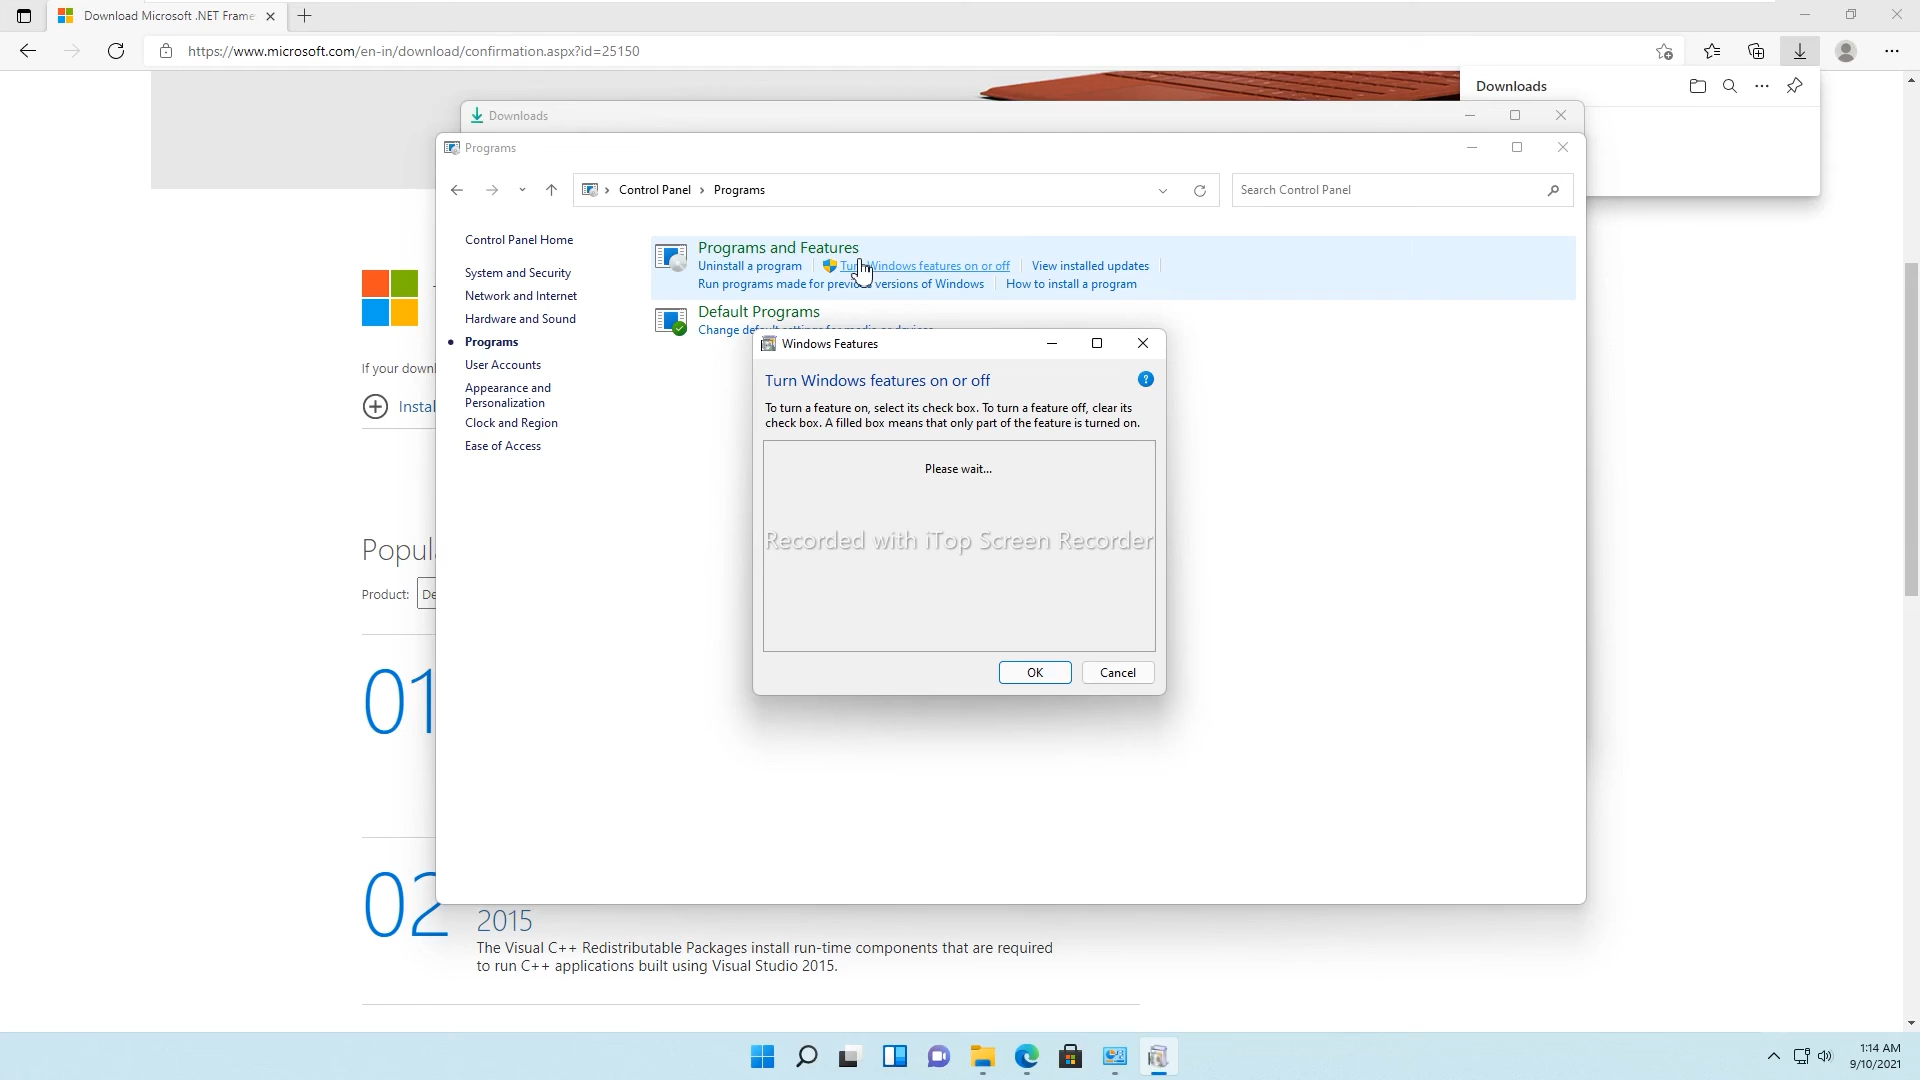 Download Microsoft .NET Frame
https://www.microsoft.com/en-in/download/confirmation.aspx?id=25150
Downloads
Downloads
Programs
Control Panel > Programs
Search Control Panel
Control Panel Home
System and Security
Network and Internet
Hardware and Sound
Programs
User Accounts
Appearance and
Personalization
Clock and Region
Ease of Access
Programs and Features
Uninstall a program
Turn Windows features on or off
View installed updates
Run programs made for previous versions of Windows
How to install a program
Default Programs
Change default settings for media or devices
Windows Features
Turn Windows features on or off
To turn a feature on, select its check box. To turn a feature off, clear its
check box. A filled box means that only part of the feature is turned on.
Please wait...
Recorded with iTop Screen Recorder
OK
Cancel
If your downl
Instal
Popul
Product: De
01
02
2015
The Visual C++ Redistributable Packages install run-time components that are required
to run C++ applications built using Visual Studio 2015.
1:14 AM
9/10/2021